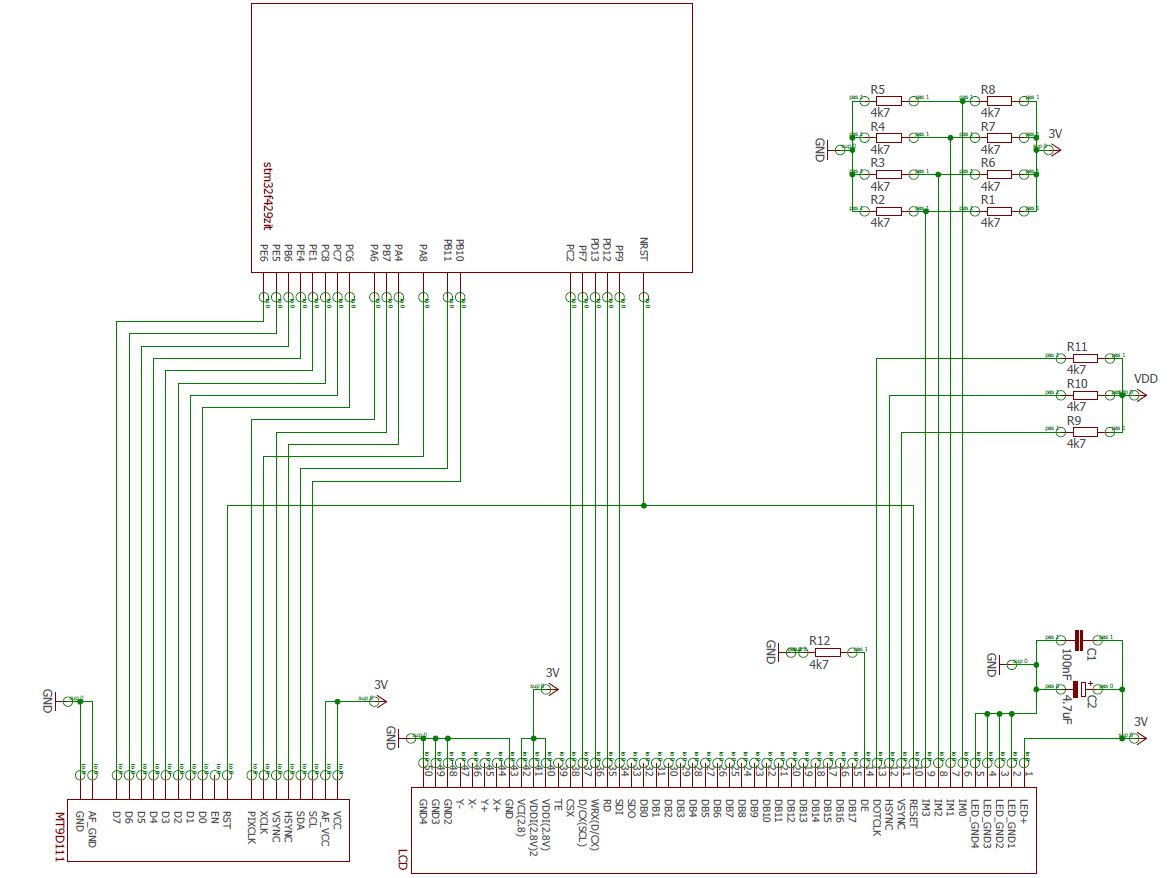 VDD
3V
R11
4k7
R10
4k7
R9
4k7
C1
100nF
C2
4.7uF
GND
3V
R8
4k7
R7
4k7
R6
4k7
R1
4k7
R5
4k7
R4
4k7
R3
4k7
R2
4k7
GND
R12
4k7
GND
1 LED+
2 LED_GND1
3 LED_GND2
4 LED_GND3
5 LED_GND4
6 IM0
7 IM1
8 IM2
9 IM3
10 RESET
11 VSYNC
12 HSYNC
13 DOTCLK
14 DE
15 DB17
16 DB16
17 DB15
18 DB14
19 DB13
20 DB12
21 DB11
22 DB10
23 DB9
24 DB8
25 DB7
26 DB6
27 DB5
28 DB4
29 DB3
30 DB2
31 DB1
32 DB0
33 SDO
34 SDI
35 RD
36 WRX(D/CX)
37 D/CX(SCL)
38 CSX
39 TE
40 VDDI(2.8V)
41 VDDI(2.8V)2
42 VCI(2.8)
43 GND
44 X+
45 Y+
46 X-
47 Y-
48 GND2
49 GND3
50 GND4
LCD
3V
GND
NRST
PF9
PD12
PD13
PF7
PC2
PB10
PB11
PA8
PA4
PB7
PA6
PC6
PC7
PC8
PE1
PE4
PB6
PE5
PE6
stm32f429zit
3V
VCC
AF_VCC
SCL
SDA
HSYNC
VSYNC
XCLK
PIXCLK
RST
EN
D0
D1
D2
D3
D4
D5
D6
D7
AF_GND
GND
MT9D111
GND